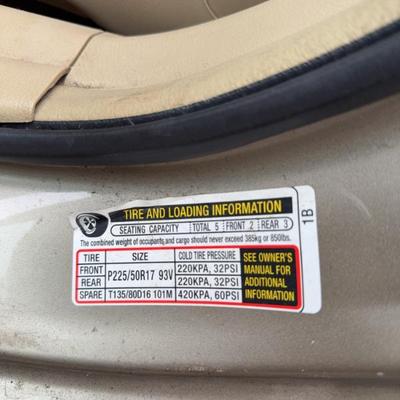 TIRE AND LOADING INFORMATION
SEATING CAPACITY TOTAL 5 FRONT 2 REAR 3
The combined weight of occupants and cargo should never exceed 385kg or 850lbs.
TIRE SIZE COLD TIRE PRESSURE
FRONT P225/50R17 93V 220KPA, 32PSI
REAR 220KPA, 32PSI
SPARE T135/80D16 101M 420KPA, 60PSI
SEE OWNER'S
MANUAL FOR
ADDITIONAL
INFORMATION
1B